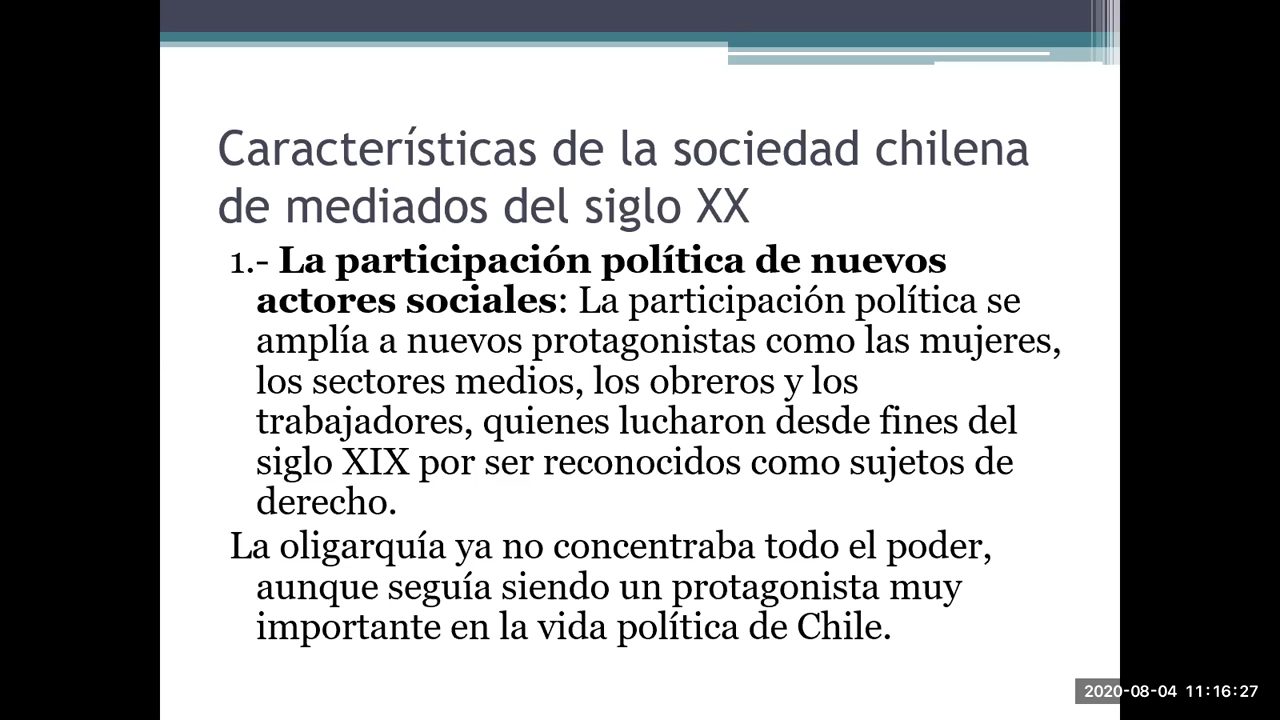 Características de la sociedad chilena
de mediados del siglo XX
1.- La participación política de nuevos
actores sociales: La participación política se
amplía a nuevos protagonistas como las mujeres,
los sectores medios, los obreros y los
trabajadores, quienes lucharon desde fines del
siglo XIX por ser reconocidos como sujetos de
derecho.
La oligarquía ya no concentraba todo el poder,
aunque seguía siendo un protagonista muy
importante en la vida política de Chile.
2020-08-04 11:16:27